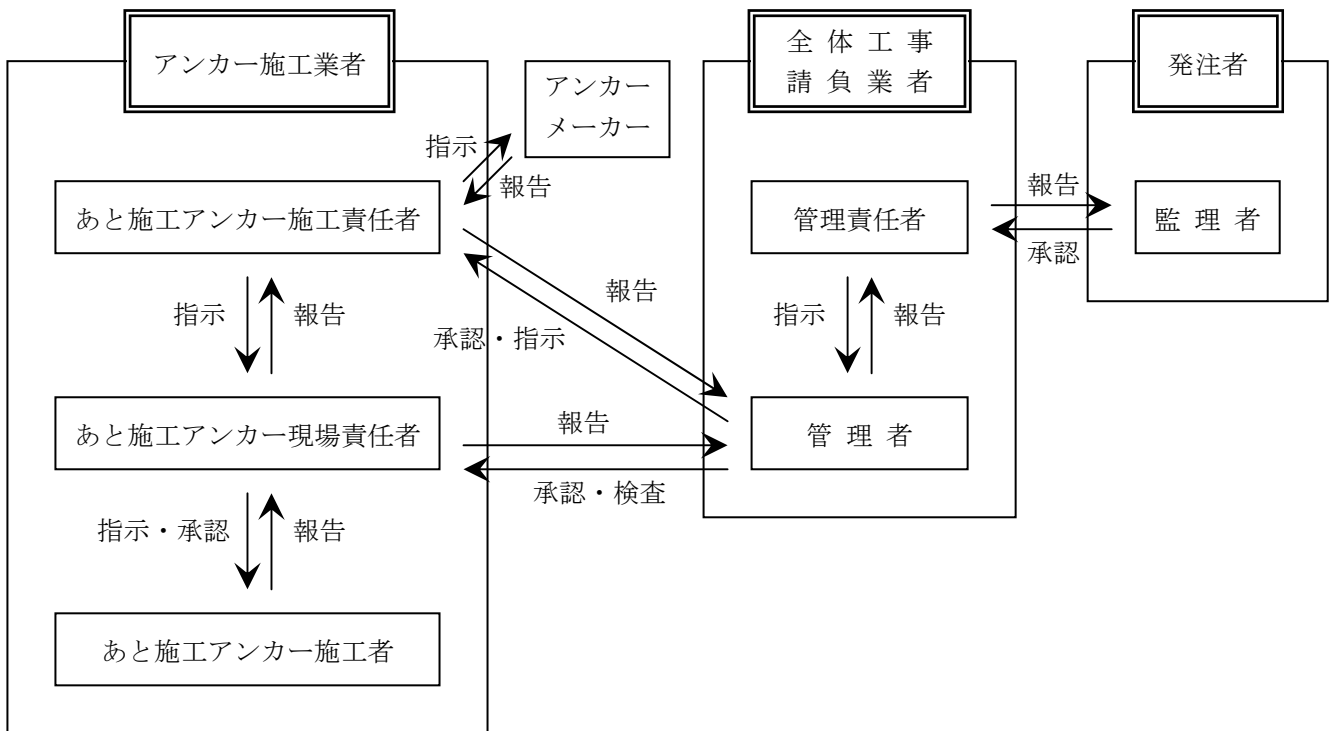 アンカー施工業者
全体工事
請負業者
発注者
アンカー
メーカー
指示
報告
あと施工アンカー施工責任者
管理責任者
報告
承認
監理者
指示
報告
報告
承認・指示
指示
報告
あと施工アンカー現場責任者
報告
承認・検査
管理者
指示・承認
報告
あと施工アンカー施工者